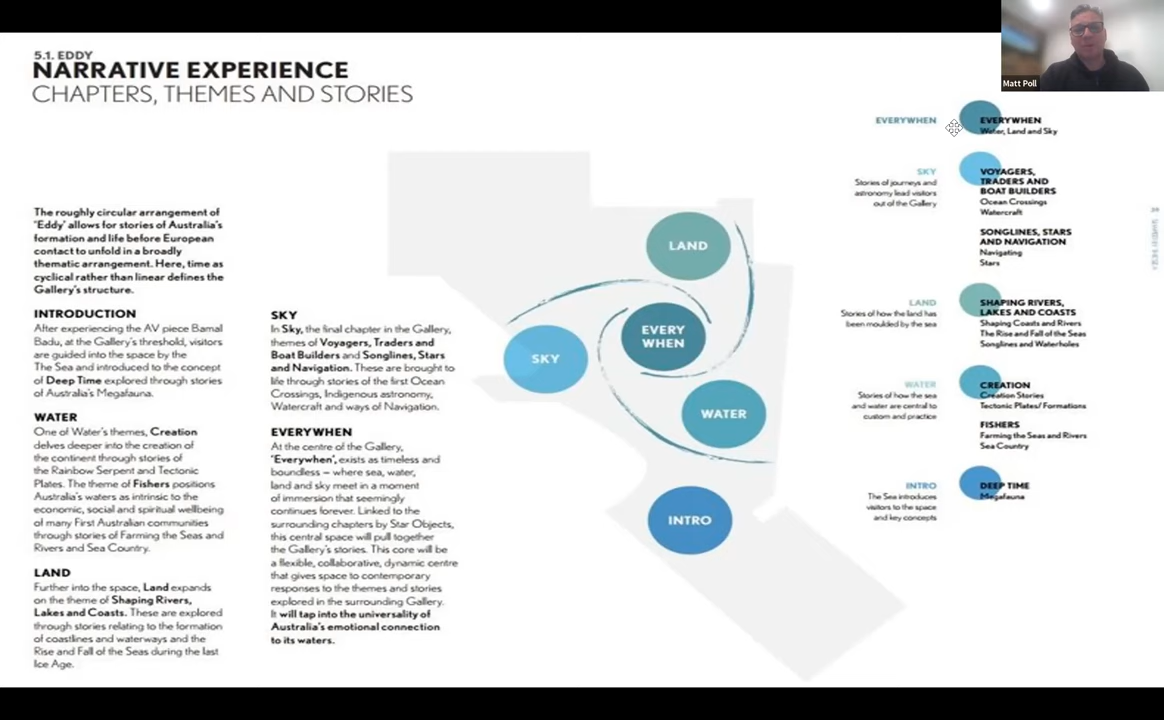 5.1. EDDY
NARRATIVE EXPERIENCE
CHAPTERS, THEMES AND STORIES
Matt Poll
The roughly circular arrangement of
'Eddy' allows for stories of Australia's
formation and life before European
contact to unfold in a broadly
thematic arrangement. Here, time as
cyclical rather than linear defines the
Gallery's structure.
INTRODUCTION
After experiencing the AV piece Bamal
Badu, at the Gallery's threshold, visitors
are guided into the space by the
The Sea and introduced to the concept
of Deep Time explored through stories
of Australia's Megafauna.
WATER
One of Water's themes, Creation
delves deeper into the creation of
the continent through stories of
the Rainbow Serpent and Tectonic
Plates. The theme of Fishers positions
Australia's waters as intrinsic to the
economic, social and spiritual wellbeing
of many First Australian communities
through stories of Farming the Seas and
Rivers and Sea Country.
LAND
Further into the space, Land expands
on the theme of Shaping Rivers,
Lakes and Coasts. These are explored
through stories relating to the formation
of coastlines and waterways and the
Rise and Fall of the Seas during the last
Ice Age.
SKY
In Sky, the final chapter in the Gallery,
themes of Voyagers, Traders and
Boat Builders and Songlines, Stars
and Navigation. These are brought to
life through stories of the first Ocean
Crossings, Indigenous astronomy,
Watercraft and ways of Navigation.
EVERYWHEN
At the centre of the Gallery,
'Everywhen', exists as timeless and
boundless – where sea, water,
land and sky meet in a moment
of immersion that seemingly
continues forever. Linked to the
surrounding chapters by Star Objects,
this central space will pull together
the Gallery's stories. This core will be
a flexible, collaborative, dynamic centre
that gives space to contemporary
responses to the themes and stories
explored in the surrounding Gallery.
It will tap into the universality of
Australia's emotional connection
to its waters.
LAND
EVERY
WHEN
SKY
WATER
INTRO
EVERYWHEN
EVERYWHEN
Water, Land and Sky
SKY
Stories of journeys and
astronomy lead visitors
out of the Gallery
VOYAGERS,
TRADERS AND
BOAT BUILDERS
Ocean Crossings
Watercraft
SONGLINES, STARS
AND NAVIGATION
Navigating
Stars
LAND
Stories of how the land has
been moulded by the sea
SHAPING RIVERS,
LAKES AND COASTS
Shaping Coasts and Rivers
The Rise and Fall of the Seas
Songlines and Waterholes
WATER
Stories of how the sea
and water are central to
custom and practice
CREATION
Creation Stories
Tectonic Plates/ Formations
FISHERS
Farming the Seas and Rivers
Sea Country
INTRO
The Sea introduces
visitors to the space
and key concepts
DEEP TIME
Megafauna